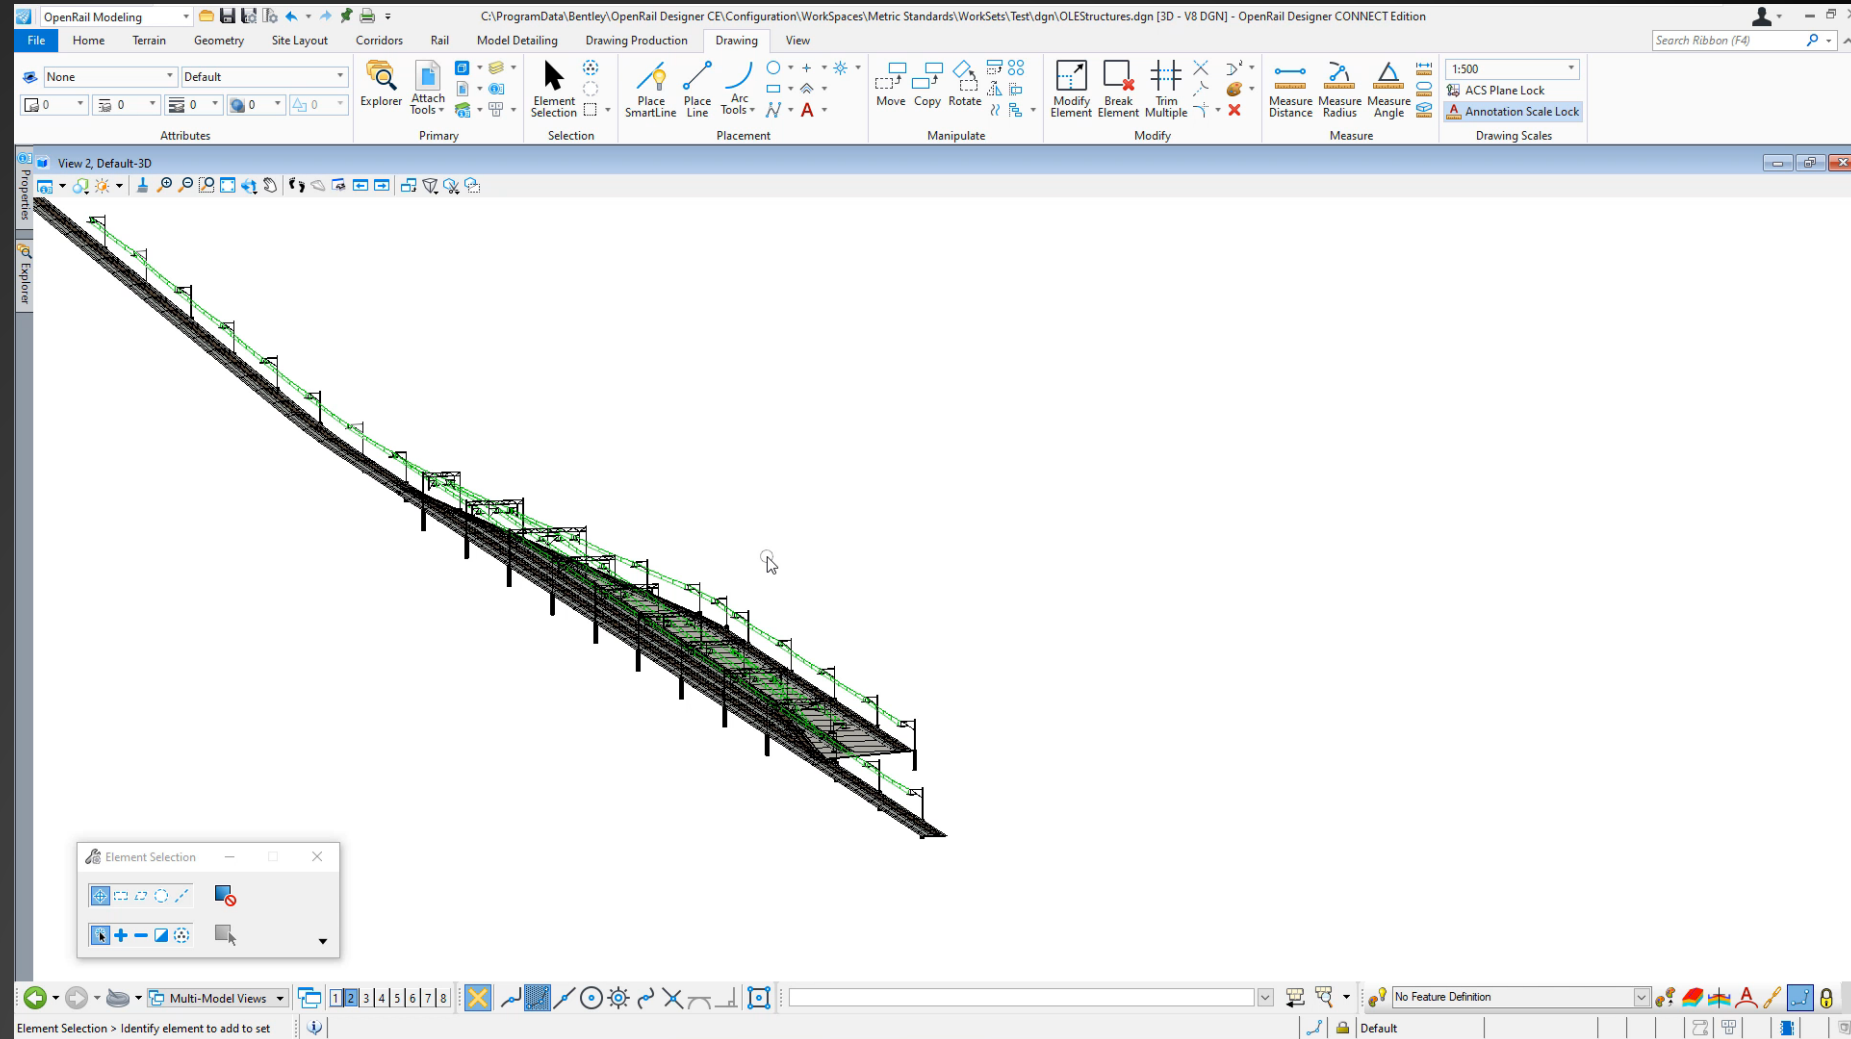 OpenRail Modeling
C:\ProgramData\Bentley\OpenRail Designer CE\Configuration\WorkSpaces\Metric Standards\WorkSets\Test\dgn\OLEStructures.dgn [3D - V8 DGN] - OpenRail Designer CONNECT Edition
File Home Terrain Geometry Site Layout Corridors Rail Model Detailing Drawing Production Drawing View
Search Ribbon (F4)
None Default
0 0 0 0 0
Attributes
Explorer
Attach Tools
Primary
Element Selection
Selection
Place SmartLine
Place Line
Arc Tools
Placement
Move
Copy
Rotate
Manipulate
Modify Element
Break Element
Trim Multiple
Modify
Measure Distance
Measure Radius
Measure Angle
Measure
1:500
ACS Plane Lock
Annotation Scale Lock
Drawing Scales
View 2, Default-3D
Properties
Explorer
Element Selection
Multi-Model Views
1 2 3 4 5 6 7 8
No Feature Definition
Element Selection > Identify element to add to set
Default